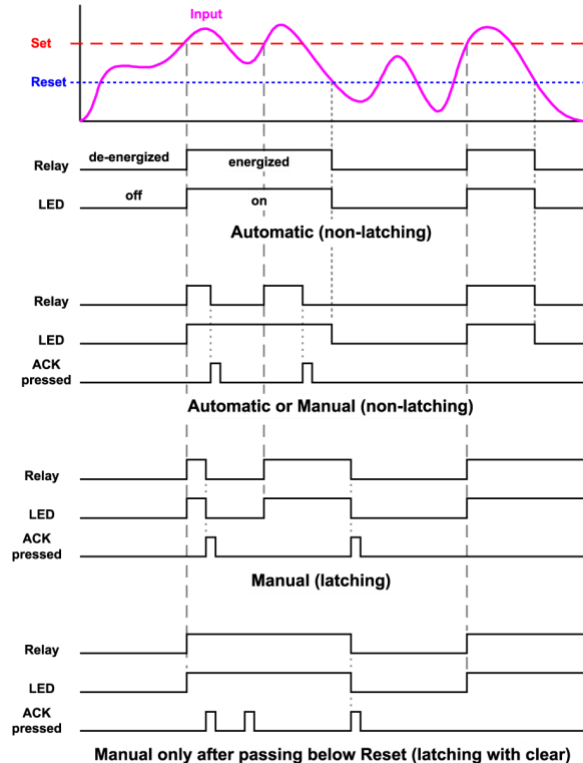 Input
Set
Reset
de-energized energized
Relay
off on
LED
Automatic (non-latching)
Relay
LED
ACK
pressed
Automatic or Manual (non-latching)
Relay
LED
ACK
pressed
Manual (latching)
Relay
LED
ACK
pressed
Manual only after passing below Reset (latching with clear)